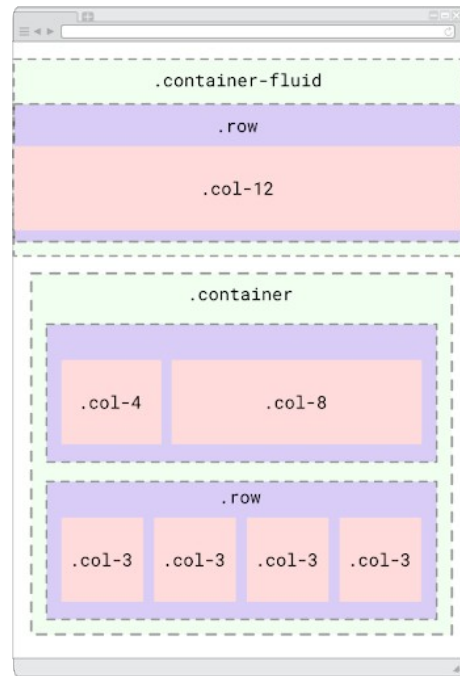 .container-fluid
.row
.col-12
.container
.col-4 .col-8
.row
.col-3 .col-3 .col-3 .col-3